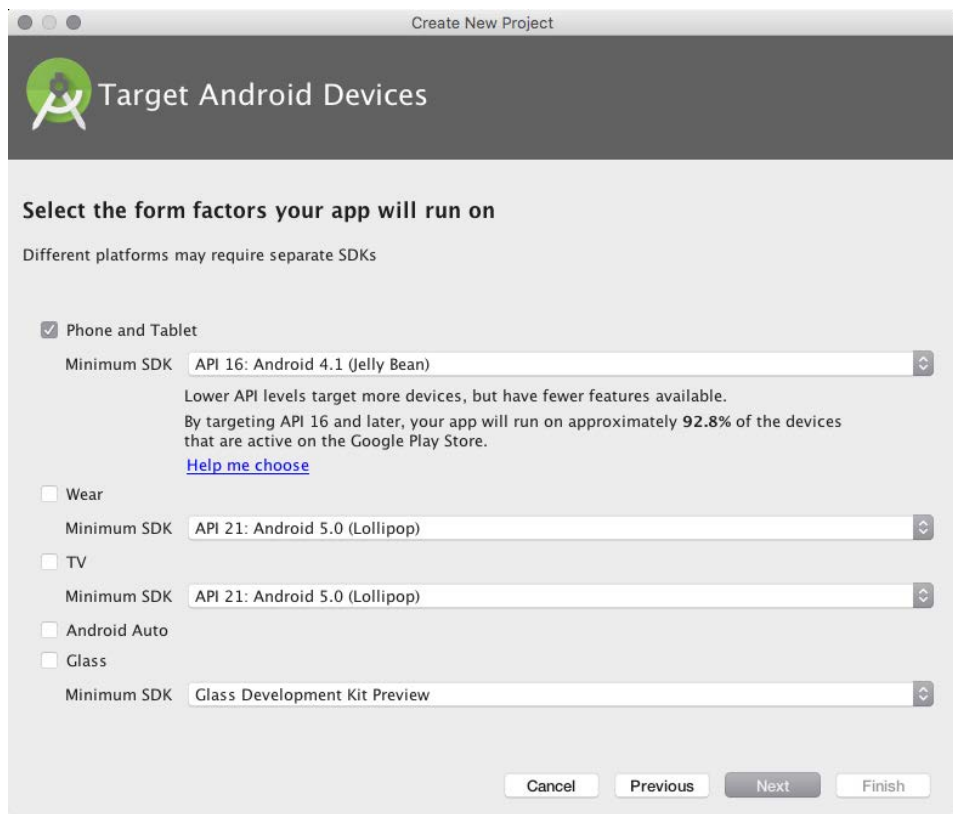 Create New Project
Target Android Devices
Select the form factors your app will run on
Different platforms may require separate SDKs
Phone and Tablet
Minimum SDK API 16: Android 4.1 (Jelly Bean)
Lower API levels target more devices, but have fewer features available.
By targeting API 16 and later, your app will run on approximately 92.8% of the devices
that are active on the Google Play Store.
Help me choose
Wear
Minimum SDK API 21: Android 5.0 (Lollipop)
TV
Minimum SDK API 21: Android 5.0 (Lollipop)
Android Auto
Glass
Minimum SDK Glass Development Kit Preview
Cancel Previous Next Finish